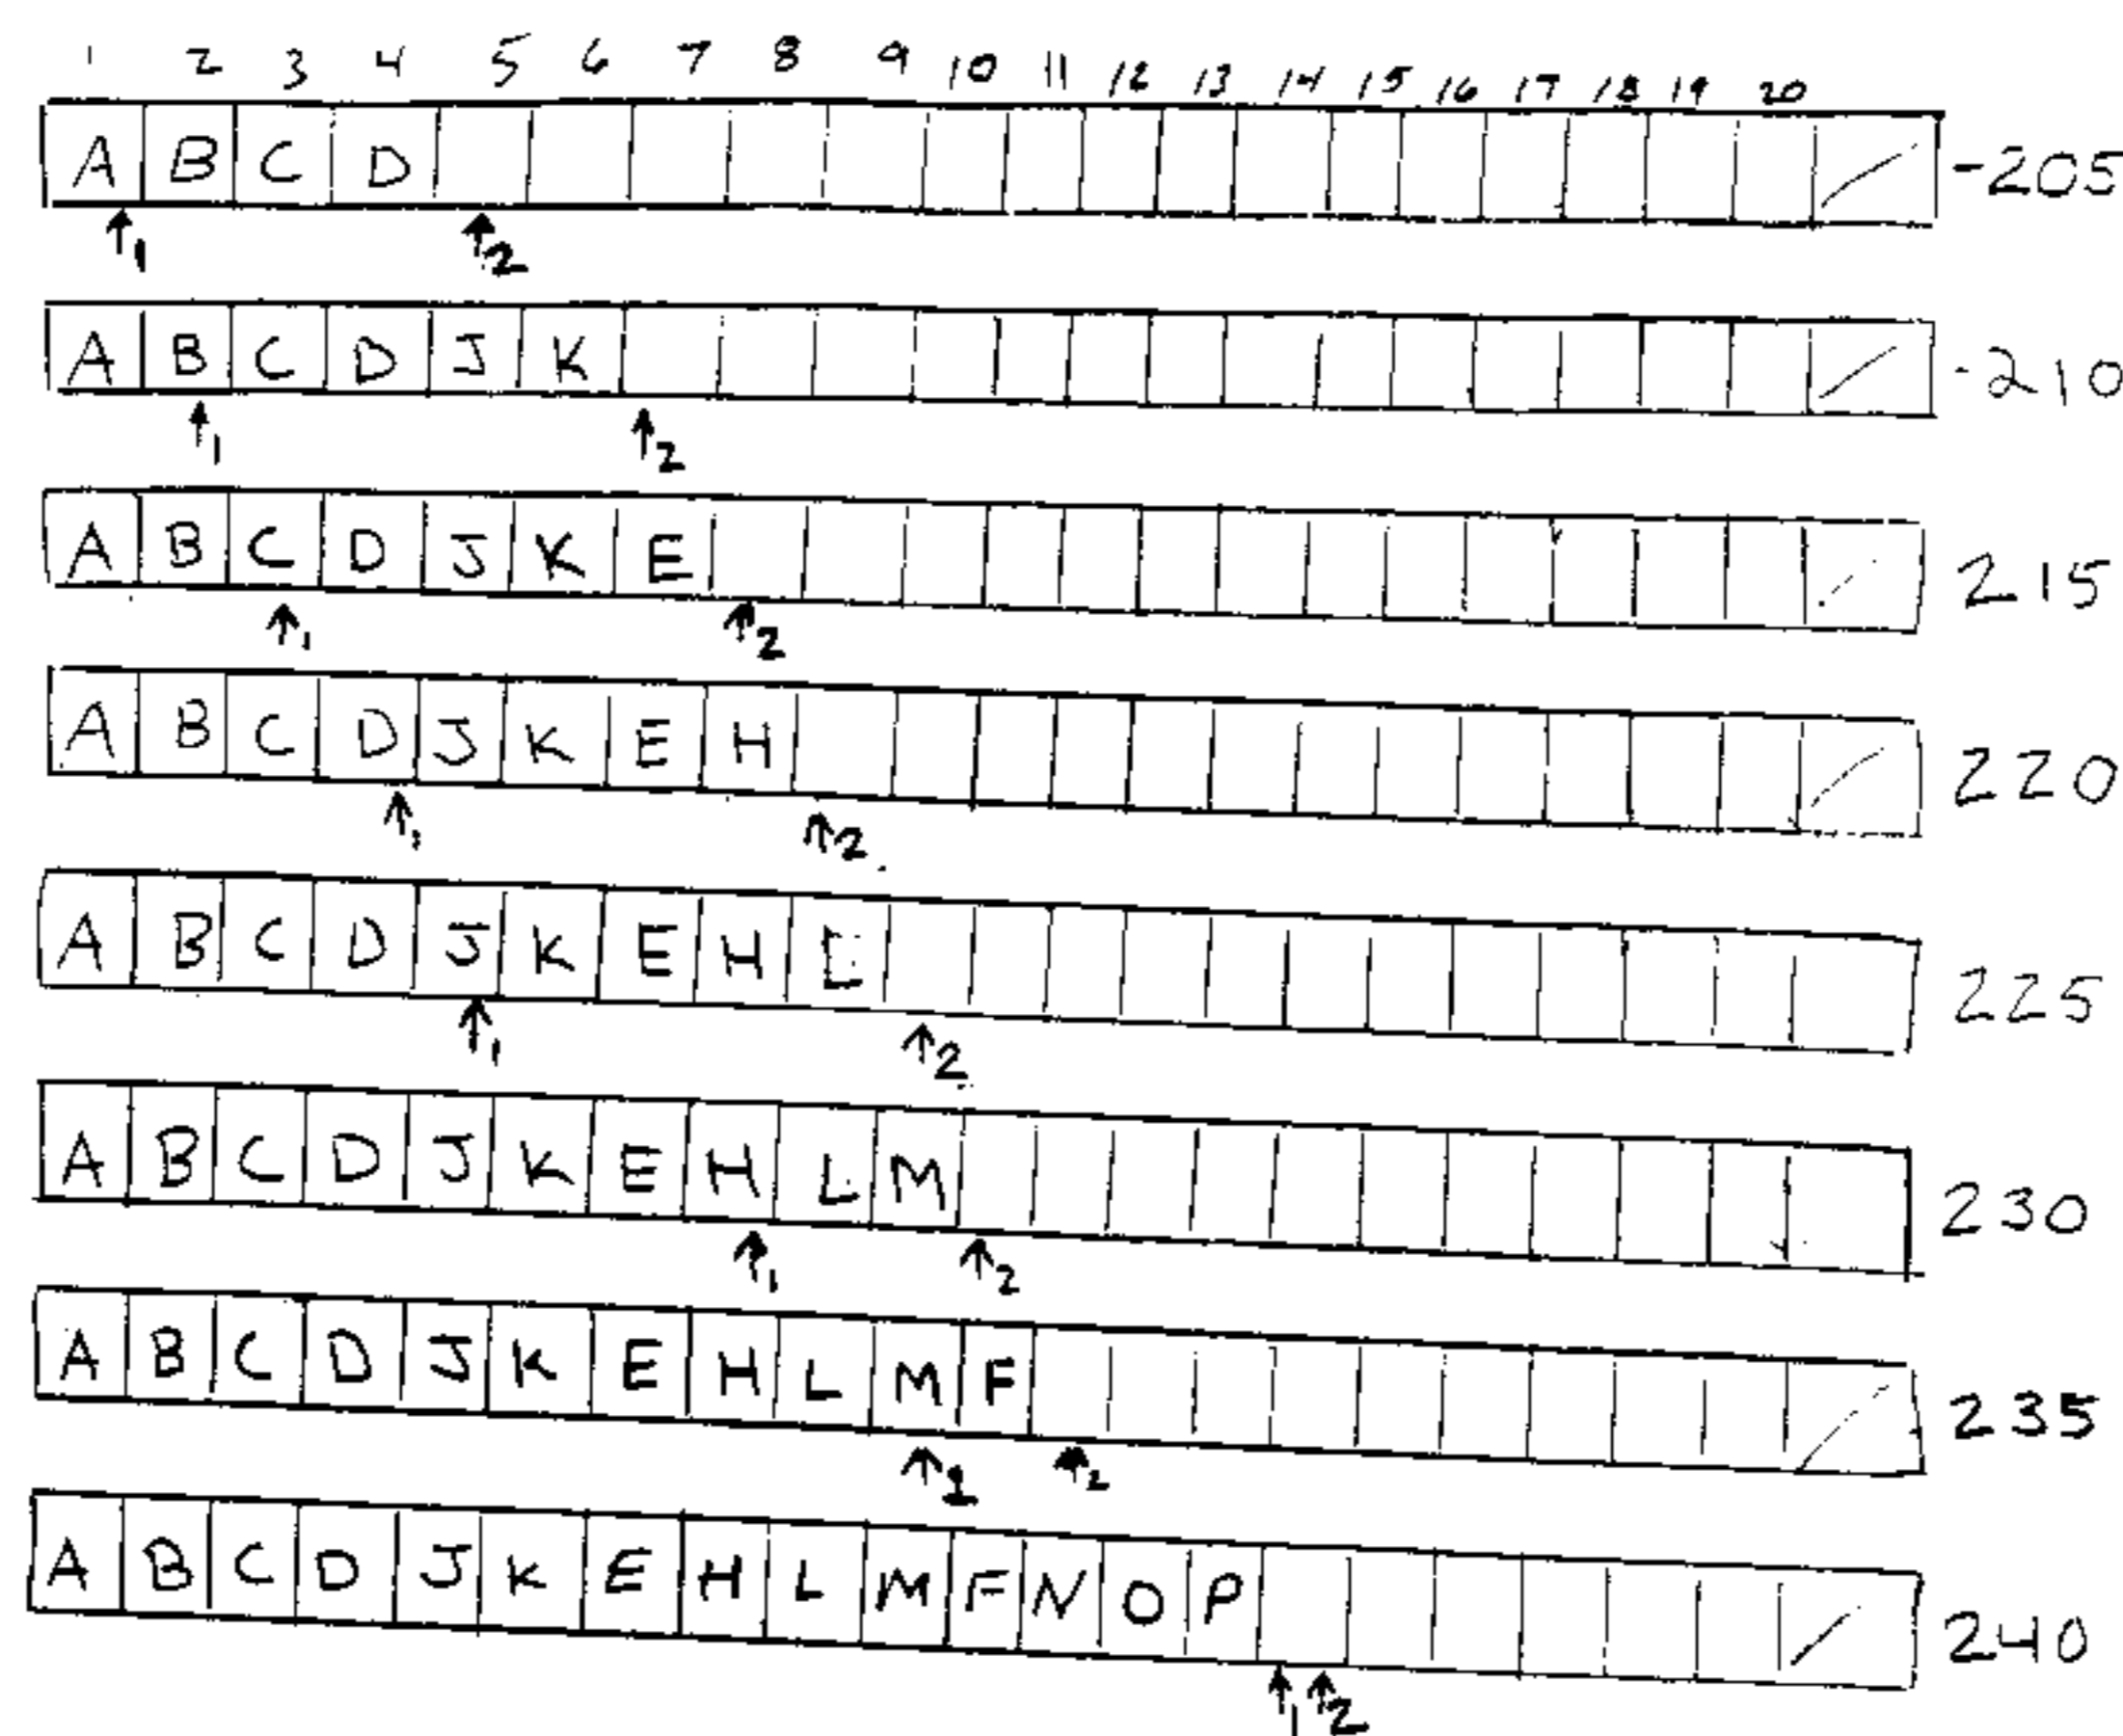 1 2 3 4 5 6 7 8 9 10 11 12 13 14 15 16 17 18 19 20
A B C D -205
1 2
A B C D J K -210
1 2
A B C D J K E 215
1 2
A B C D J K E H 220
1 2
A B C D J K E H L 225
1 2
A B C D J K E H L M 230
1 2
A B C D J K E H L M F 235
1 2
A B C D J K E H L M F N O P 240
1 2